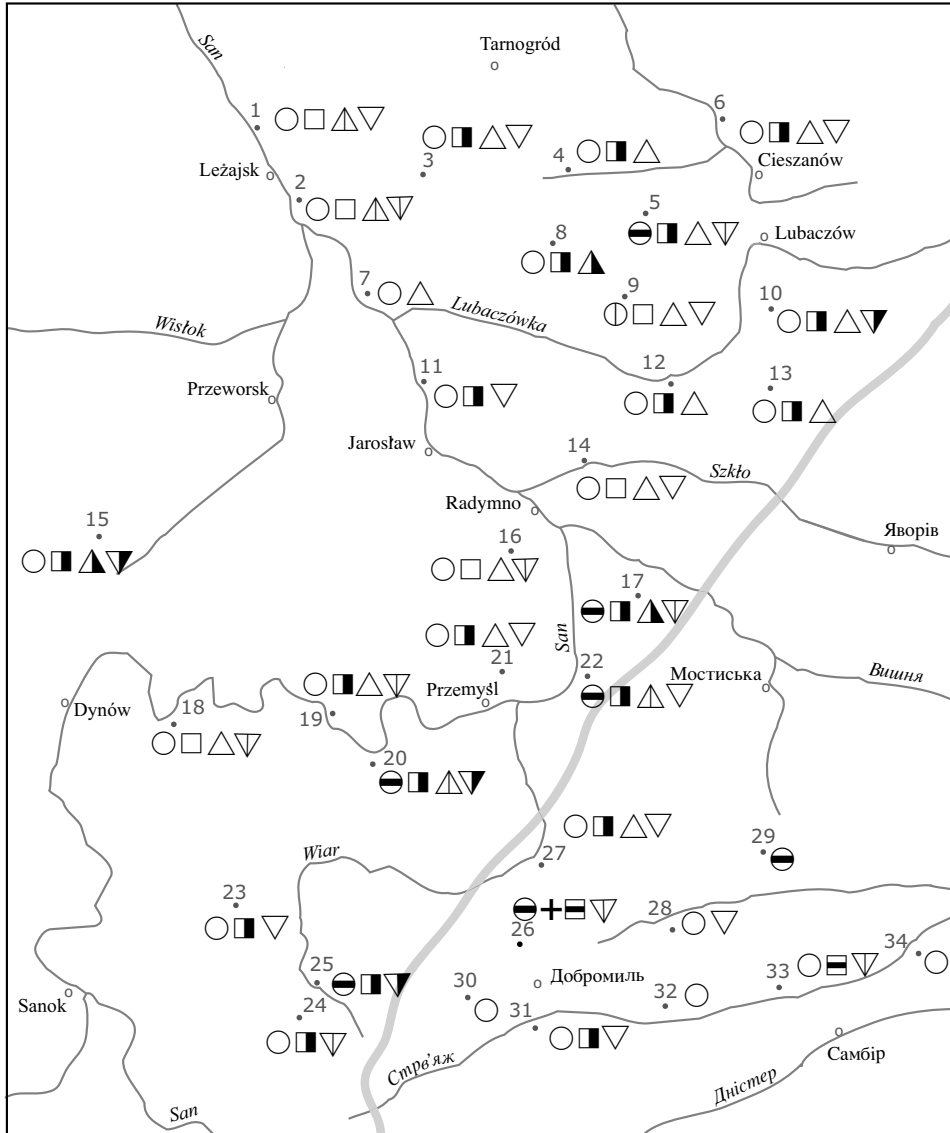 San
Tarnogród
1
6
3
4
Leżajsk
Cieszanów
2
5
8
Lubaczów
7
9
10
Lubaczówka
Wisłok
11
12
13
Przeworsk
Jarosław
14
Szkło
Radymno
15
16
Яворів
17
San
21
22
Мостиська
Вишня
Przemyśl
Dynów
18
19
20
29
Wiar
27
23
26
28
34
25
33
Sanok
24
30
Добромиль
32
31
Самбір
Стрв’яж
Дністер
San